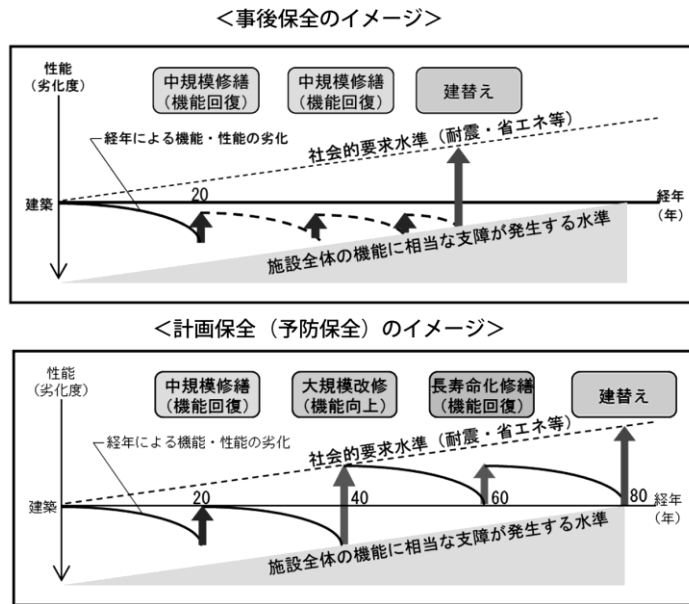 ＜事後保全のイメージ＞
性能
（劣化度）
中規模修繕
（機能回復）
中規模修繕
（機能回復）
建替え
経年による機能・性能の劣化
社会的要求水準（耐震・省エネ等）
20
建築
経年
（年）
施設全体の機能に相当な支障が発生する水準
＜計画保全（予防保全）のイメージ＞
性能
（劣化度）
中規模修繕
（機能回復）
大規模改修
（機能向上）
長寿命化修繕
（機能回復）
建替え
経年による機能・性能の劣化
社会的要求水準（耐震・省エネ等）
建築
20
40
60
80
経年
（年）
施設全体の機能に相当な支障が発生する水準